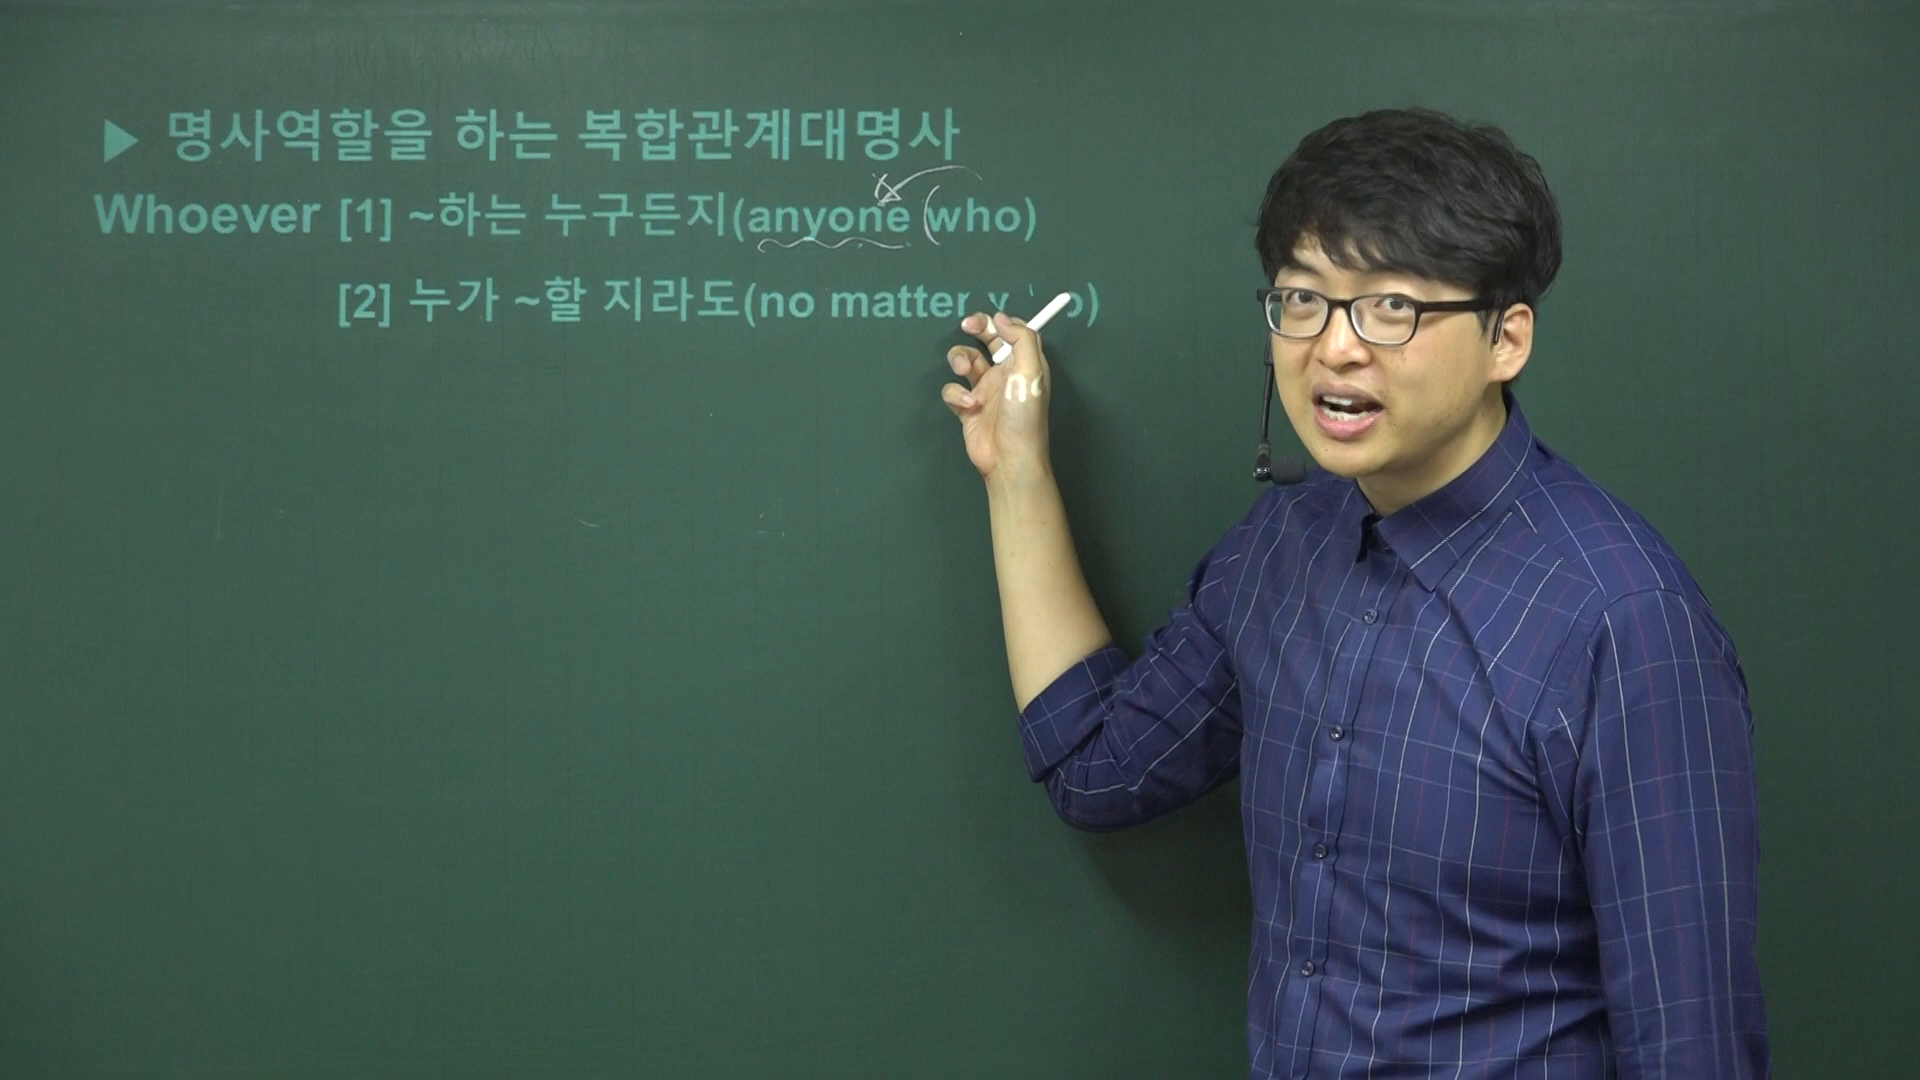 ▶ 명사역할을 하는 복합관계대명사
Whoever [1] ~하는 누구든지(anyone who)
[2] 누가 ~할 지라도(no matter